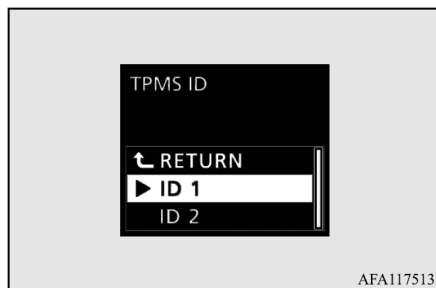 TPMS ID
RETURN
ID 1
ID 2
AFA117513